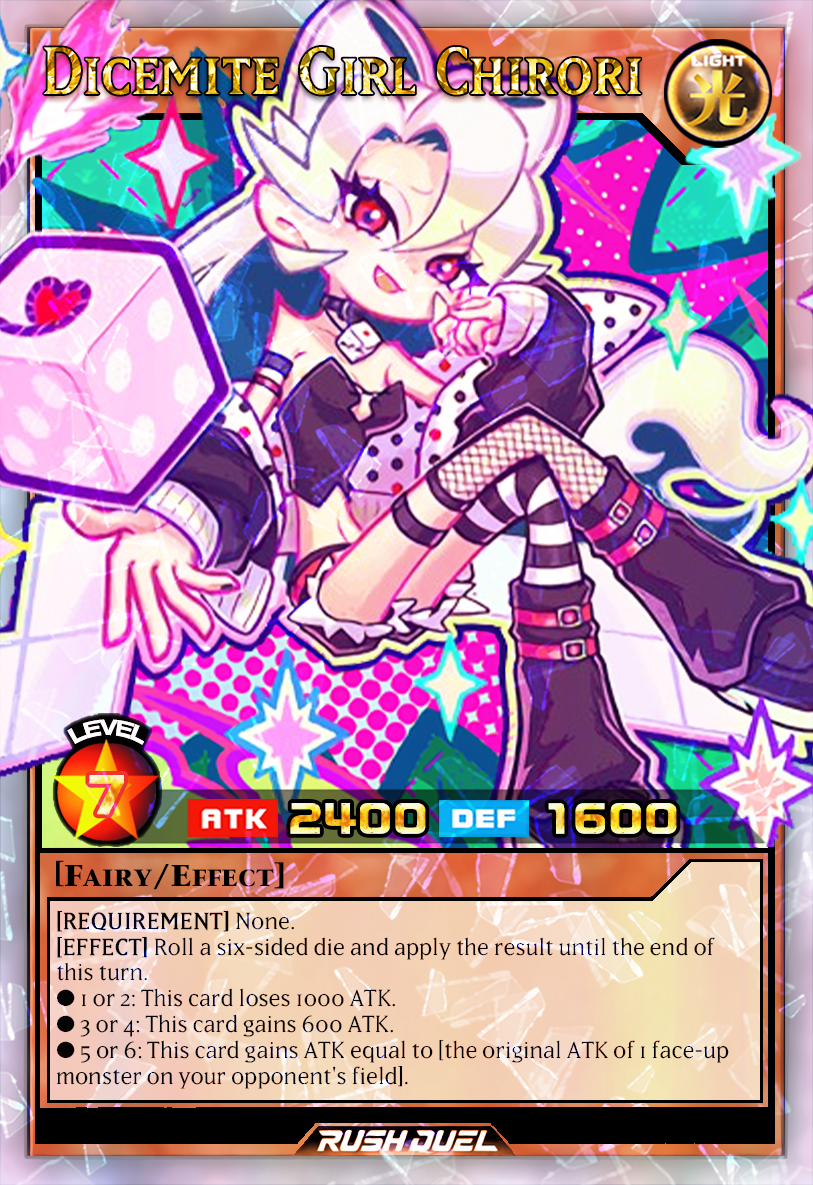 DICEMITE GIRL CHIRORI
LIGHT
光
LEVEL
7
ATK 2400 DEF 1600
[FAIRY/EFFECT]
[REQUIREMENT] None.
[EFFECT] Roll a six-sided die and apply the result until the end of
this turn.
● 1 or 2: This card loses 1000 ATK.
● 3 or 4: This card gains 600 ATK.
● 5 or 6: This card gains ATK equal to [the original ATK of 1 face-up
monster on your opponent's field].
RUSH DUEL